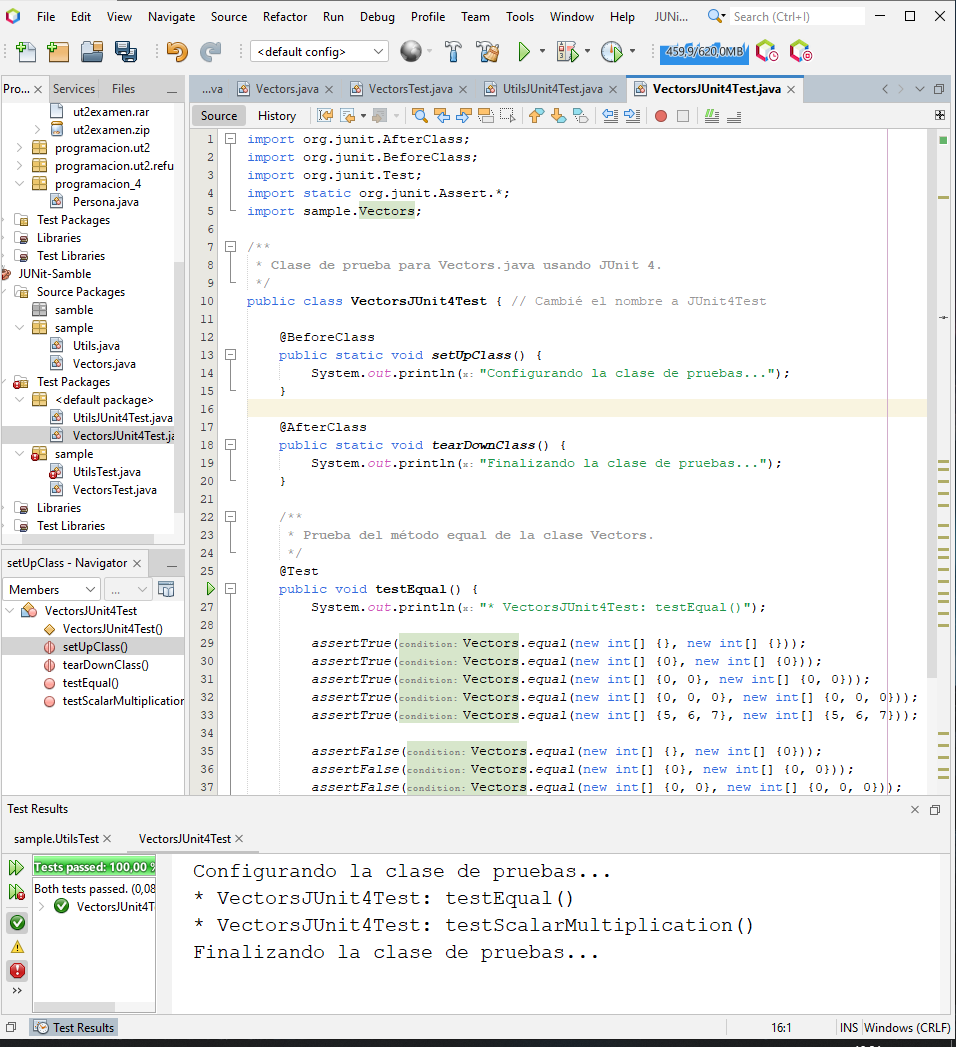 File Edit View Navigate Source Refactor Run Debug Profile Team Tools Window Help JUNi... Search (Ctrl+I)
<default config> 459,9/620,0MB
Pro... Services Files
...va Vectors.java VectorsTest.java UtilsJUnit4Test.java VectorsJUnit4Test.java
Source History
ut2examen.rar
ut2examen.zip
programacion.ut2
programacion.ut2.refu
programacion_4
Persona.java
Test Packages
Libraries
Test Libraries
JUNit-Samble
Source Packages
samble
sample
Utils.java
Vectors.java
Test Packages
<default package>
UtilsJUnit4Test.java
VectorsJUnit4Test.ja
sample
UtilsTest.java
VectorsTest.java
Libraries
Test Libraries
setUpClass - Navigator
Members ...
VectorsJUnit4Test
VectorsJUnit4Test()
setUpClass()
tearDownClass()
testEqual()
testScalarMultiplication
1 import org.junit.AfterClass;
2 import org.junit.BeforeClass;
3 import org.junit.Test;
4 import static org.junit.Assert.*;
5 import sample.Vectors;
6
7 /**
8 * Clase de prueba para Vectors.java usando JUnit 4.
9 */
10 public class VectorsJUnit4Test { // Cambié el nombre a JUnit4Test
11
12 @BeforeClass
13 public static void setUpClass() {
14 System.out.println(x: "Configurando la clase de pruebas...");
15 }
16
17 @AfterClass
18 public static void tearDownClass() {
19 System.out.println(x: "Finalizando la clase de pruebas...");
20 }
21
22 /**
23 * Prueba del método equal de la clase Vectors.
24 */
25 @Test
public void testEqual() {
27 System.out.println(x: "* VectorsJUnit4Test: testEqual()");
28
29 assertTrue(condition: Vectors.equal(new int[] {}, new int[] {}));
30 assertTrue(condition: Vectors.equal(new int[] {0}, new int[] {0}));
31 assertTrue(condition: Vectors.equal(new int[] {0, 0}, new int[] {0, 0}));
32 assertTrue(condition: Vectors.equal(new int[] {0, 0, 0}, new int[] {0, 0, 0}));
33 assertTrue(condition: Vectors.equal(new int[] {5, 6, 7}, new int[] {5, 6, 7}));
34
35 assertFalse(condition: Vectors.equal(new int[] {}, new int[] {0}));
36 assertFalse(condition: Vectors.equal(new int[] {0}, new int[] {0, 0}));
37 assertFalse(condition: Vectors.equal(new int[] {0, 0}, new int[] {0, 0, 0}));
Test Results
sample.UtilsTest VectorsJUnit4Test
Tests passed: 100,00 %
Both tests passed. (0,08
VectorsJUnit4T
Configurando la clase de pruebas...
* VectorsJUnit4Test: testEqual()
* VectorsJUnit4Test: testScalarMultiplication()
Finalizando la clase de pruebas...
Test Results 16:1 INS Windows (CRLF)